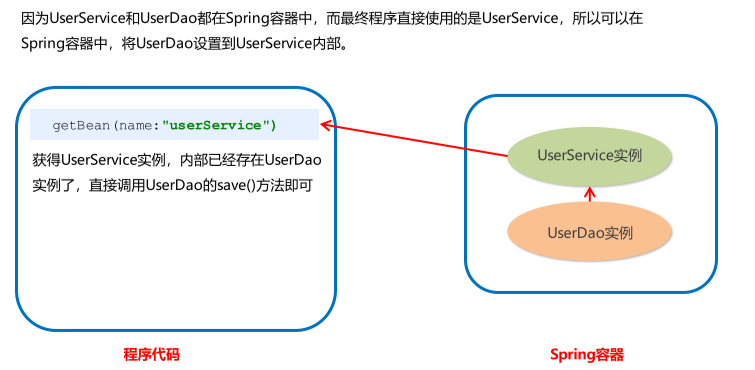 因为UserService和UserDao都在Spring容器中，而最终程序直接使用的是UserService，所以可以在
Spring容器中，将UserDao设置到UserService内部。
getBean(name:"userService")
获得UserService实例，内部已经存在UserDao
实例了，直接调用UserDao的save()方法即可
UserService实例
UserDao实例
程序代码
Spring容器